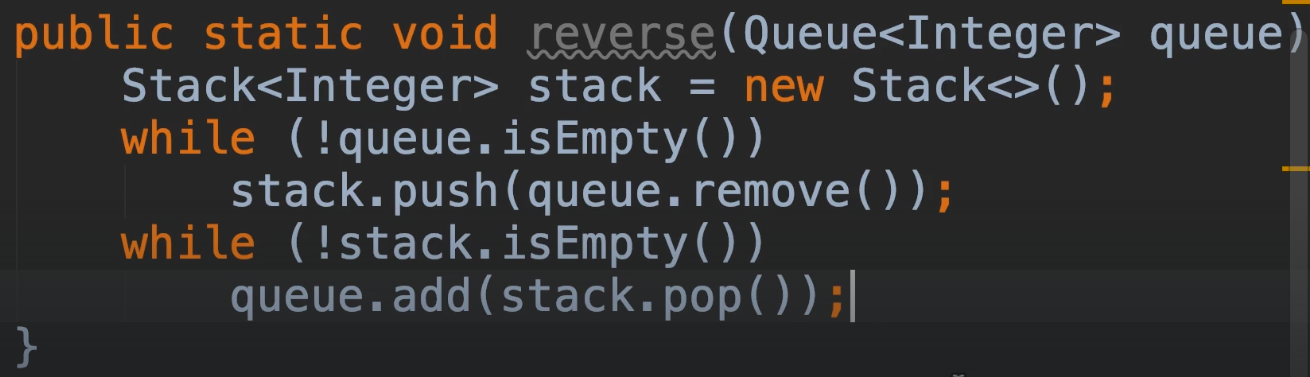 public static void reverse(Queue<Integer> queue)
    Stack<Integer> stack = new Stack<>();
    while (!queue.isEmpty())
        stack.push(queue.remove());
    while (!stack.isEmpty())
        queue.add(stack.pop());
}